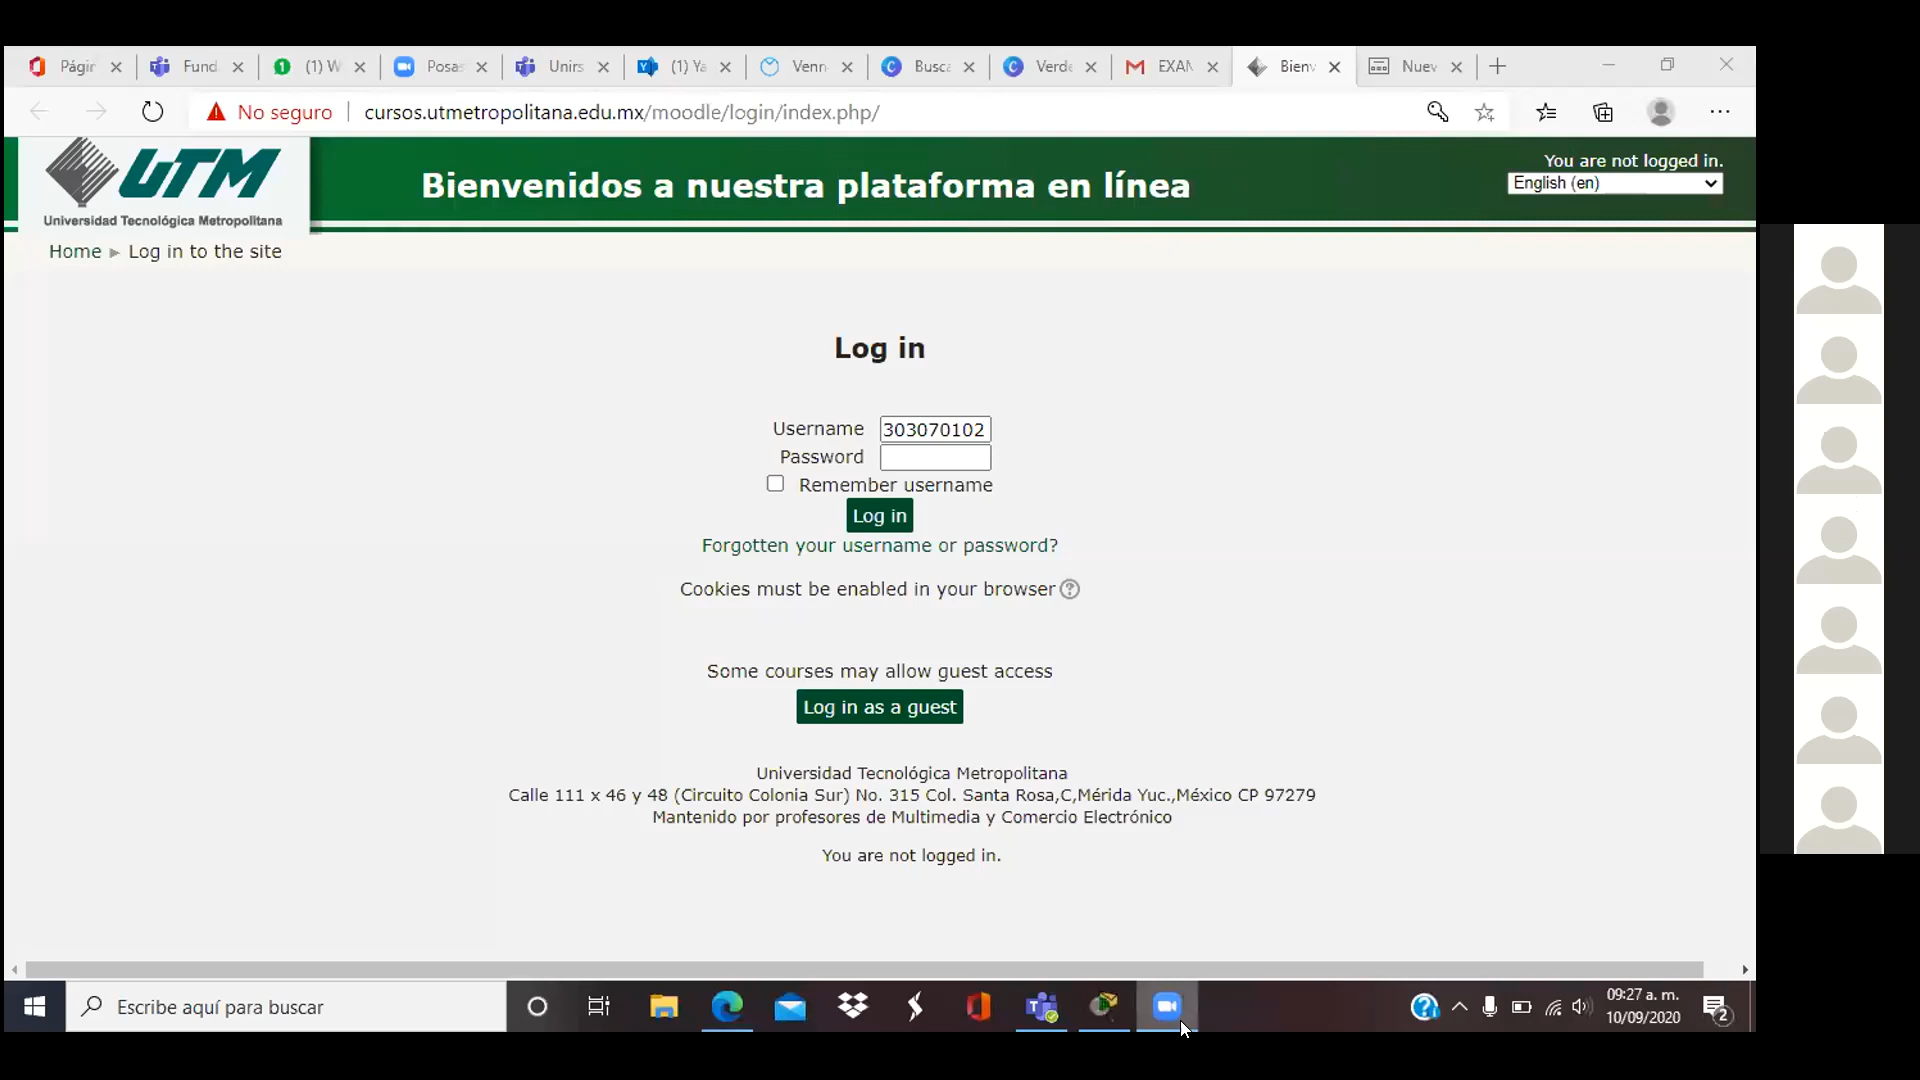 Págir
Fund
(1) W
Posas
Unirs
(1) Ya
Venn
Busca
Verde
EXAM
Bienv
Nuev
No seguro
cursos.utmetropolitana.edu.mx/moodle/login/index.php/
UTM
Universidad Tecnológica Metropolitana
Bienvenidos a nuestra plataforma en línea
You are not logged in.
English (en)
Home ► Log in to the site
Log in
Username 303070102
Password
Remember username
Log in
Forgotten your username or password?
Cookies must be enabled in your browser
Some courses may allow guest access
Log in as a guest
Universidad Tecnológica Metropolitana
Calle 111 x 46 y 48 (Circuito Colonia Sur) No. 315 Col. Santa Rosa,C,Mérida Yuc.,México CP 97279
Mantenido por profesores de Multimedia y Comercio Electrónico
You are not logged in.
Escribe aquí para buscar
09:27 a. m.
10/09/2020
2